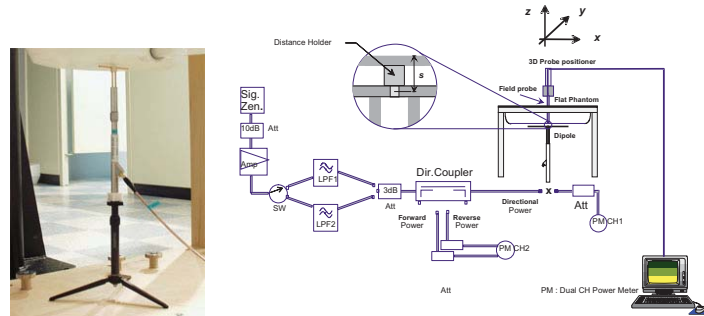 z
y
x
Distance Holder
s
3D Probe positioner
Field probe
Flat Phantom
Dipole
Sig.
Zen.
10dB
Att
Amp
SW
LPF1
LPF2
3dB
Att
Dir.Coupler
Forward
Power
Reverse
Power
Directional
Power
x
Att
PM
CH1
PM
CH2
Att
PM : Dual CH Power Meter